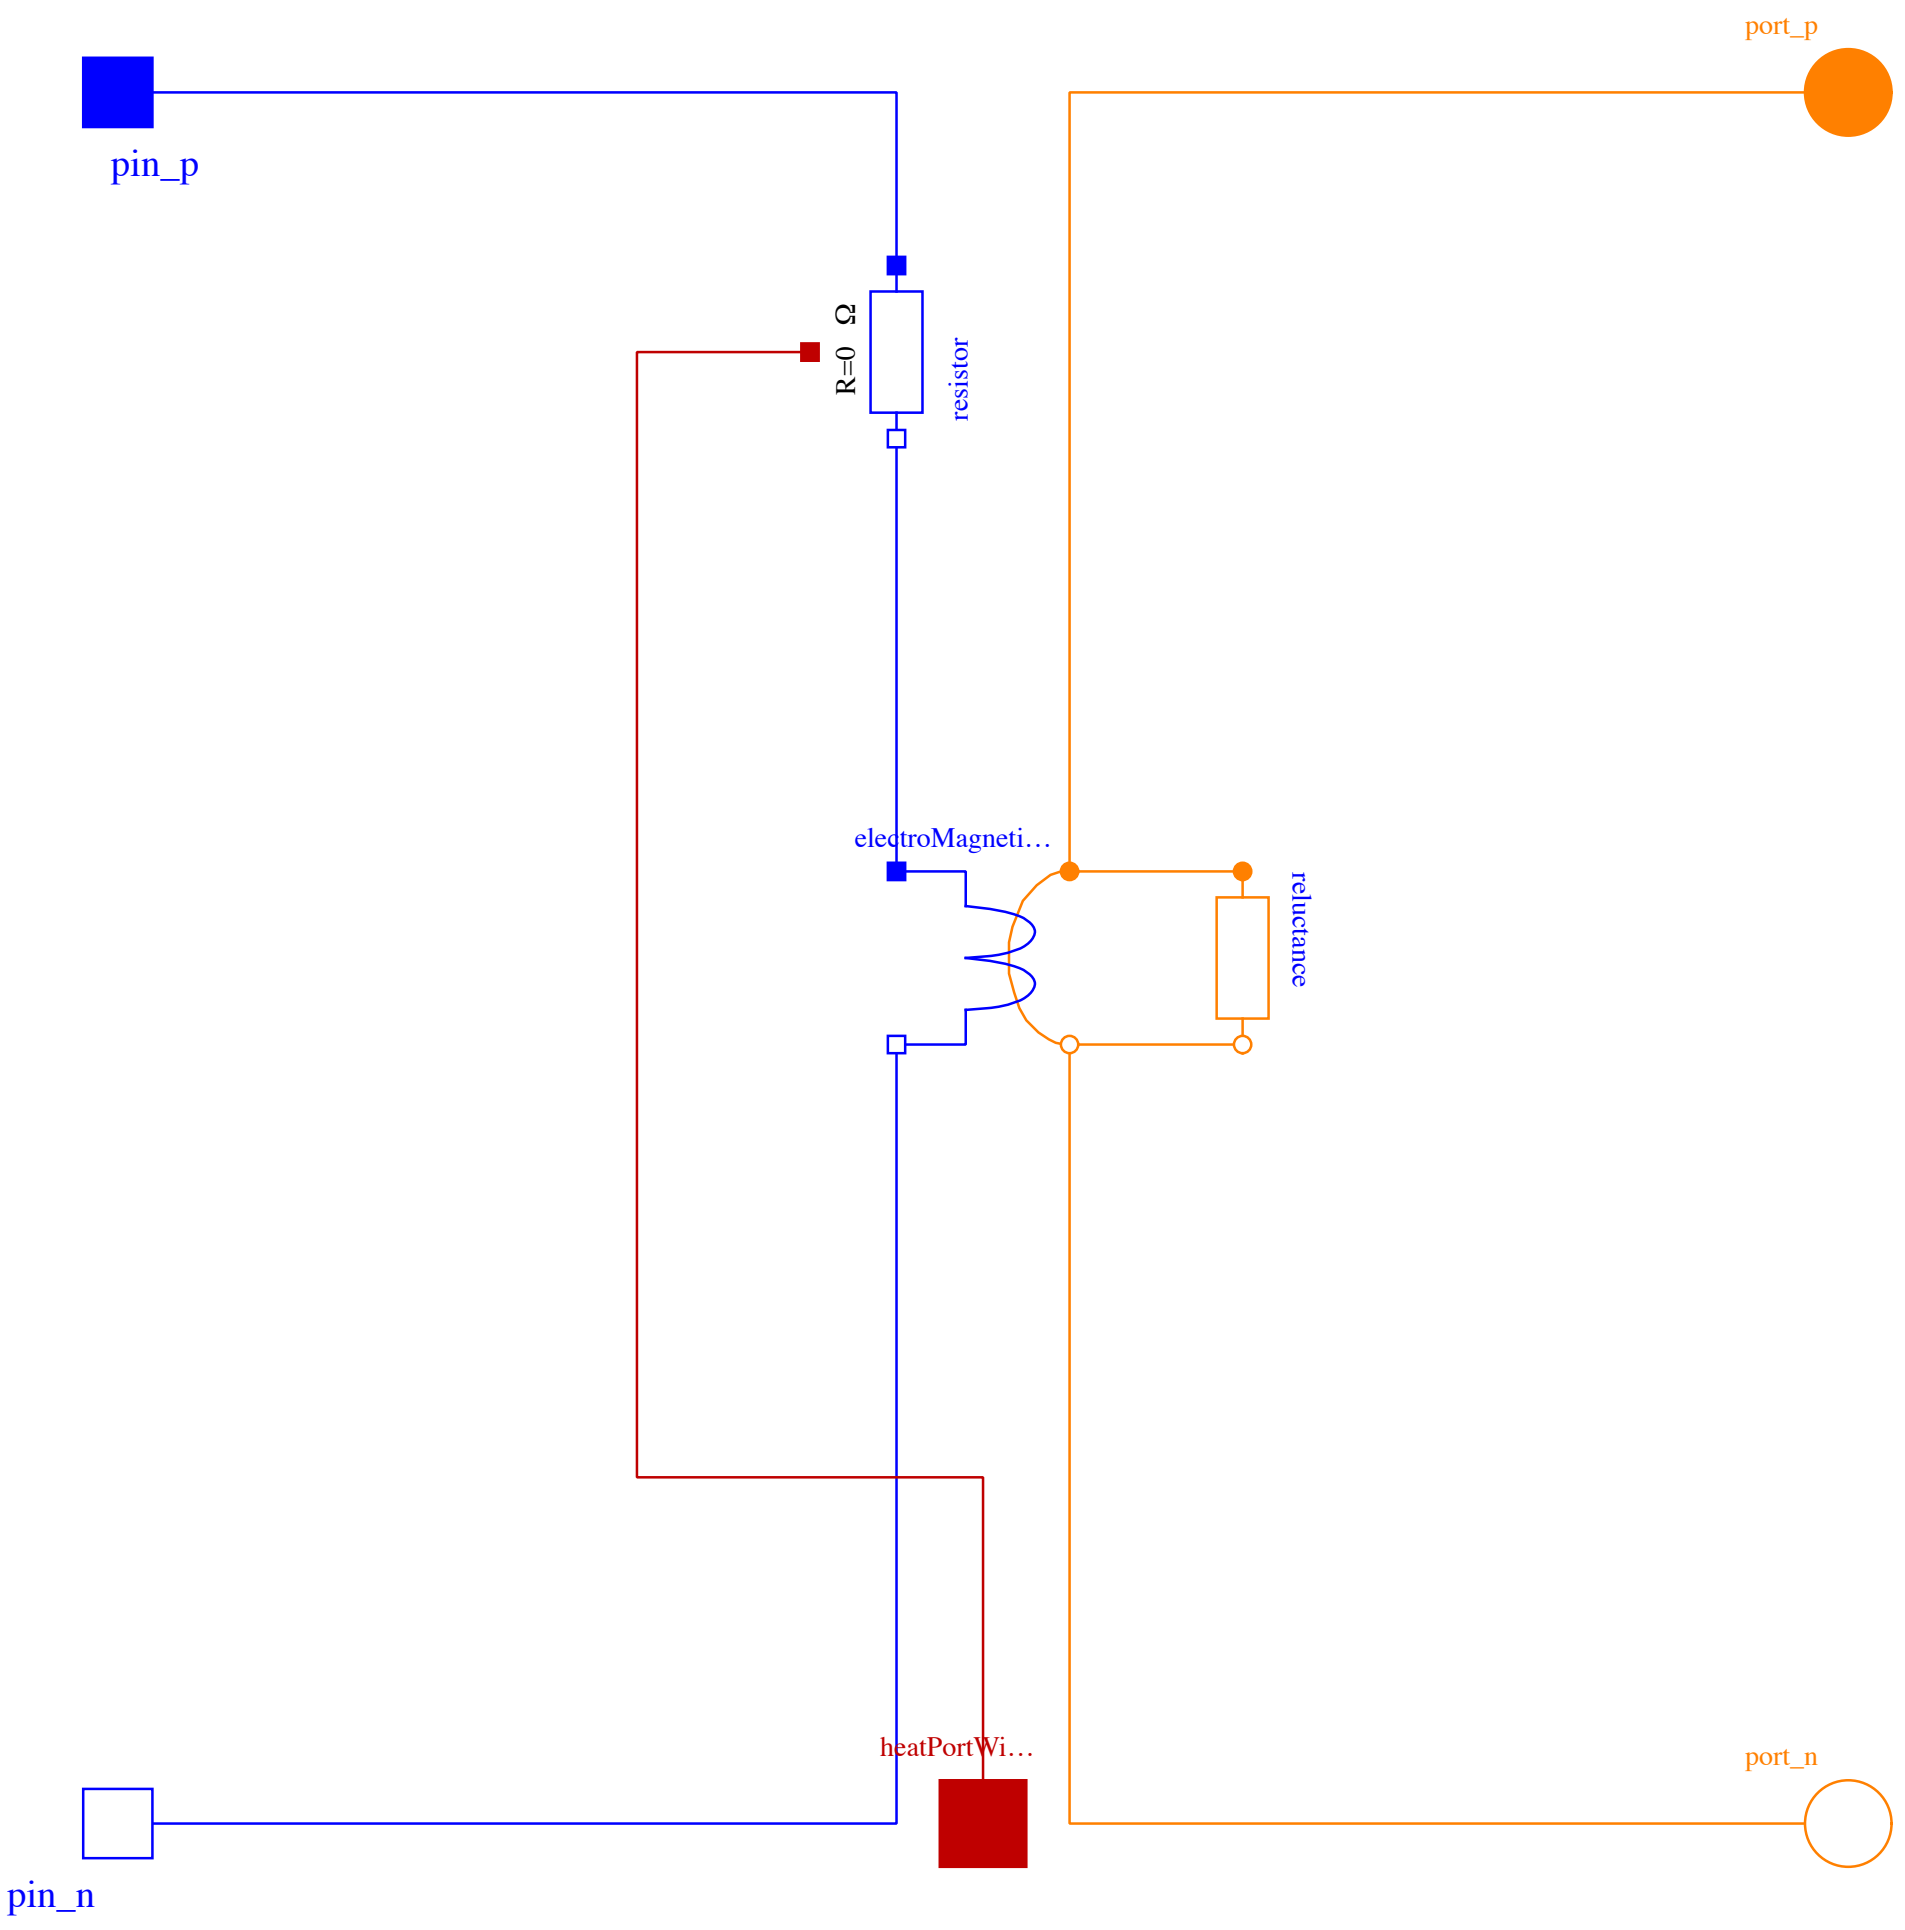 port_p
pin_p
R=0 Ω
resistor
electroMagneti…
reluctance
heatPortWi…
port_n
pin_n